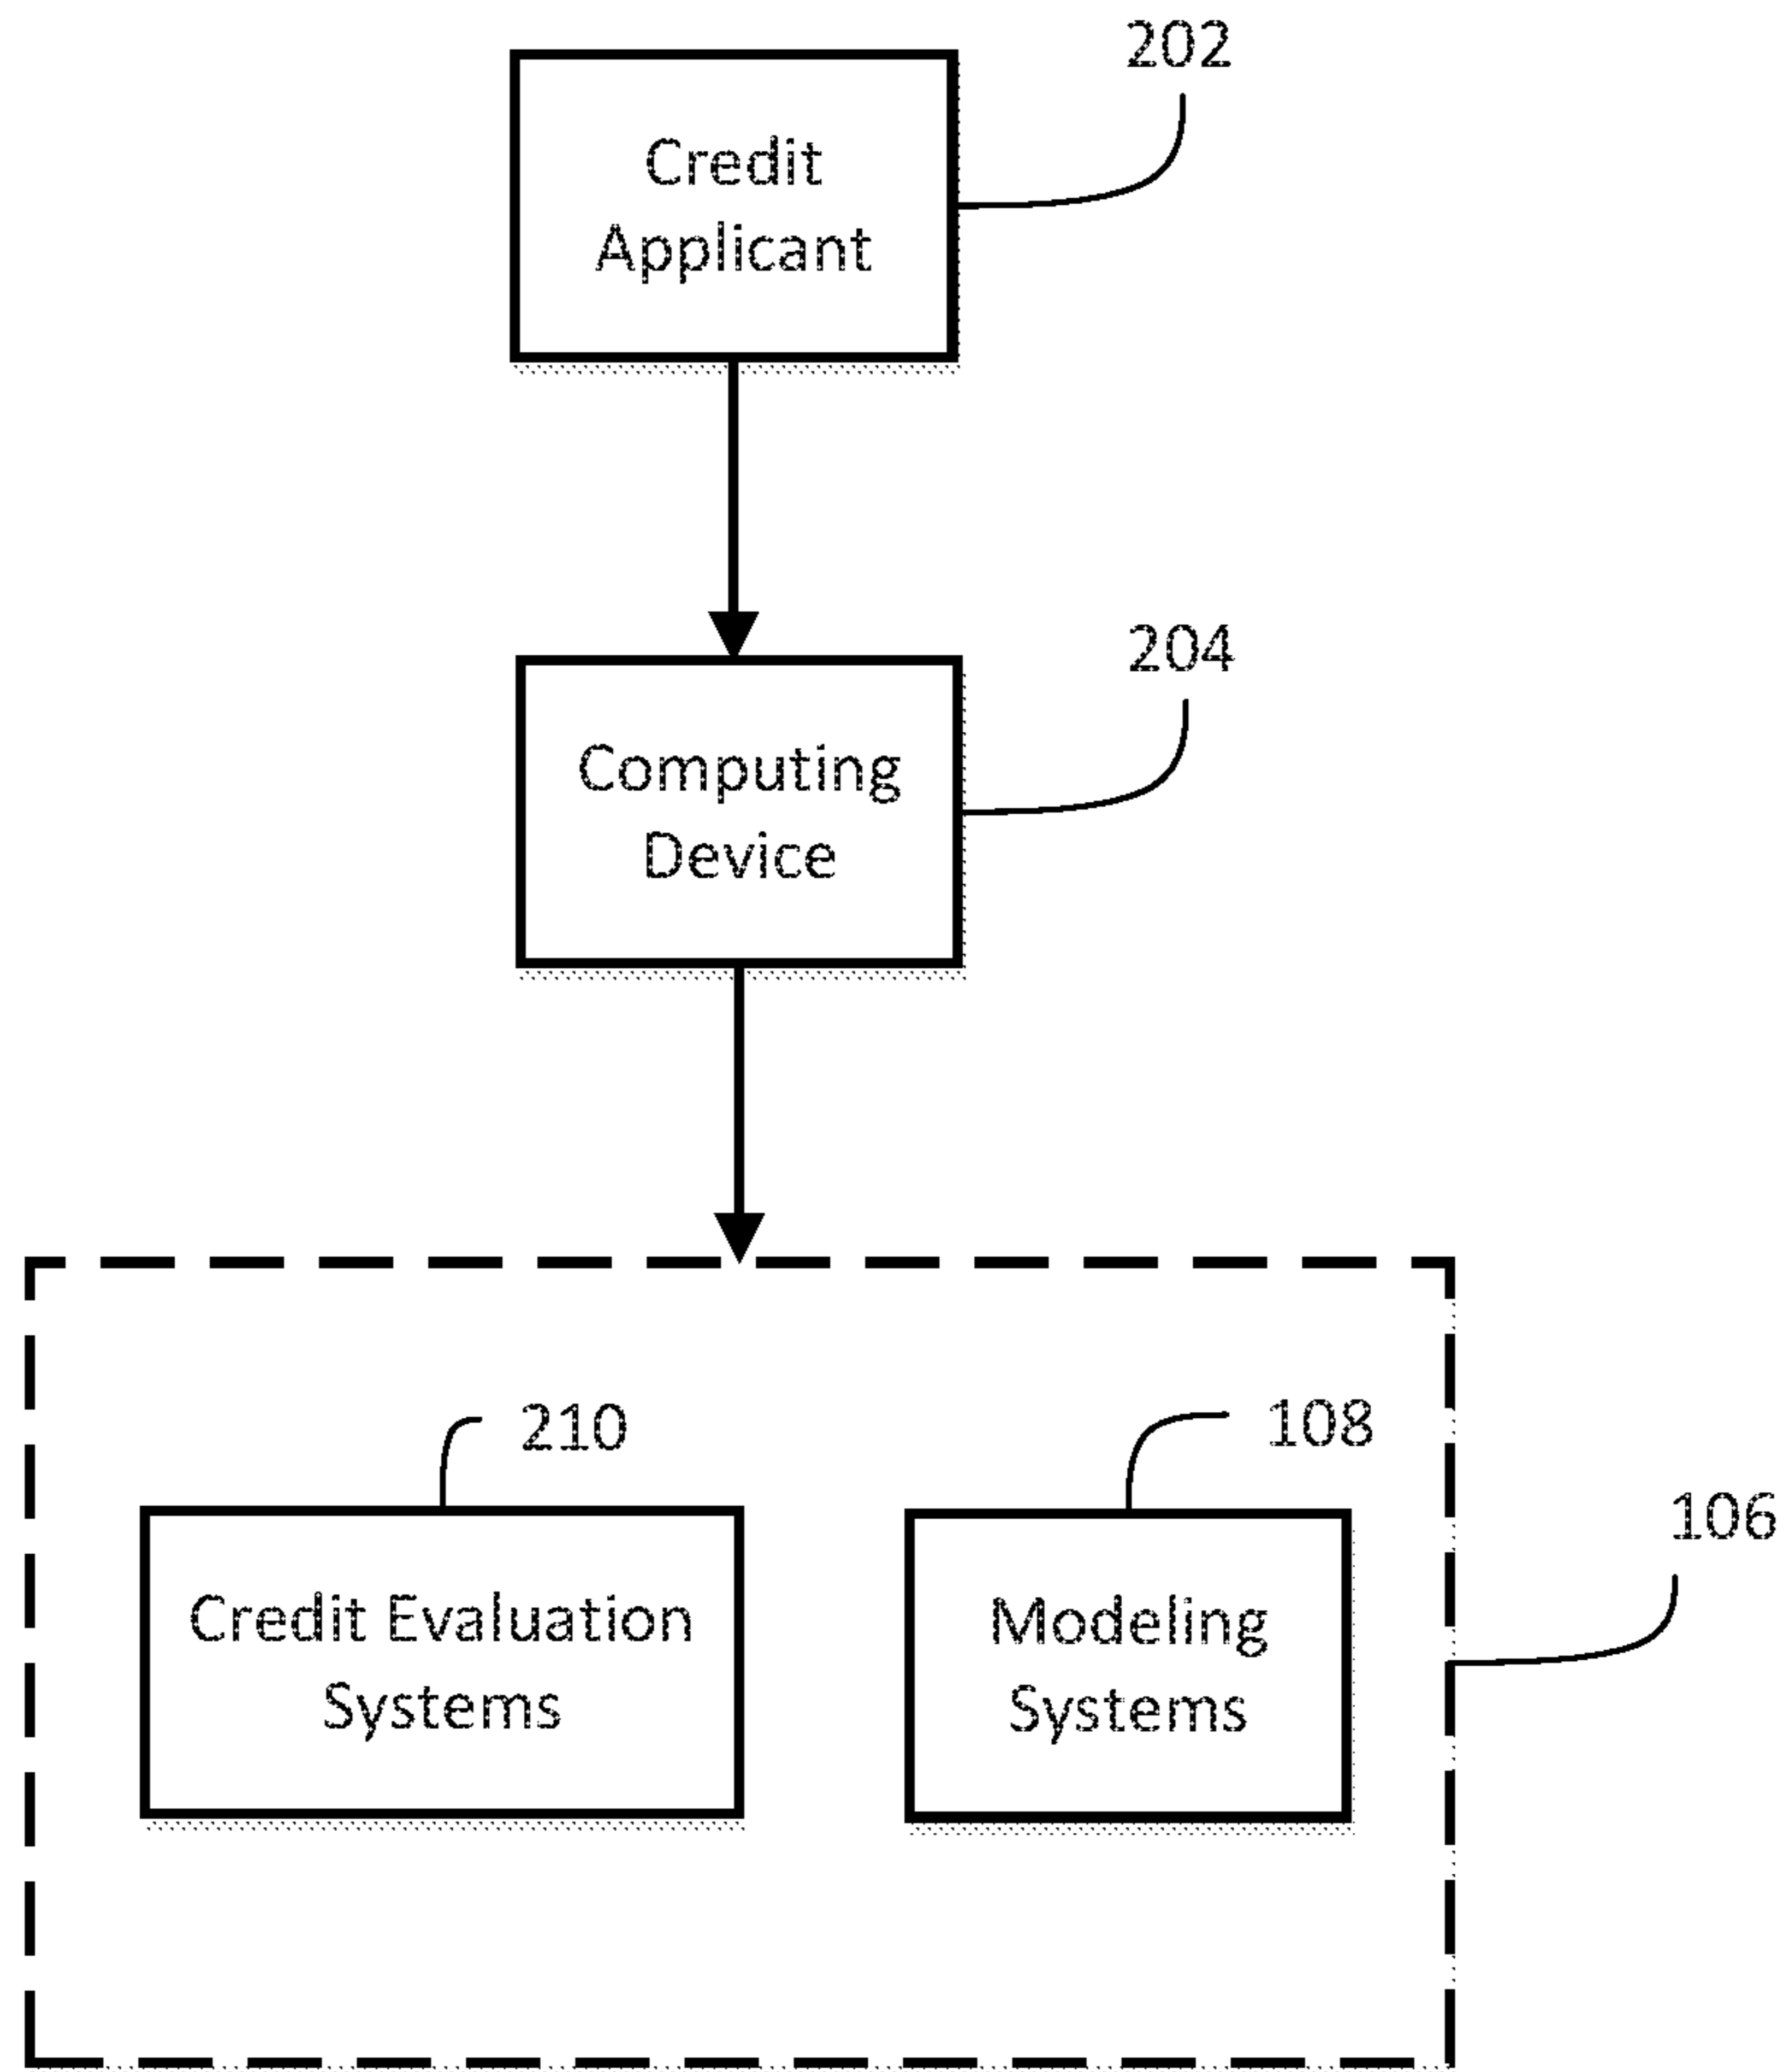 202
Credit
Applicant
204
Computing
Device
210
108
106
Credit Evaluation
Systems
Modeling
Systems